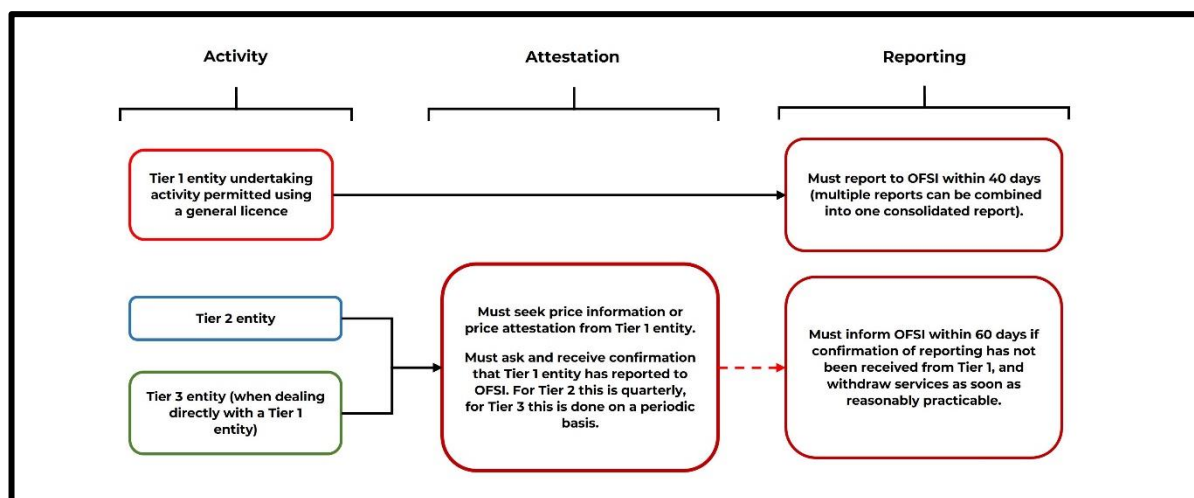 Activity
Attestation
Reporting
Tier 1 entity undertaking
activity permitted using
a general licence
Must report to OFSI within 40 days
(multiple reports can be combined
into one consolidated report).
Tier 2 entity
Tier 3 entity (when dealing
directly with a Tier 1
entity)
Must seek price information or
price attestation from Tier 1 entity.
Must ask and receive confirmation
that Tier 1 entity has reported to
OFSI. For Tier 2 this is quarterly,
for Tier 3 this is done on a periodic
basis.
Must inform OFSI within 60 days if
confirmation of reporting has not
been received from Tier 1, and
withdraw services as soon as
reasonably practicable.